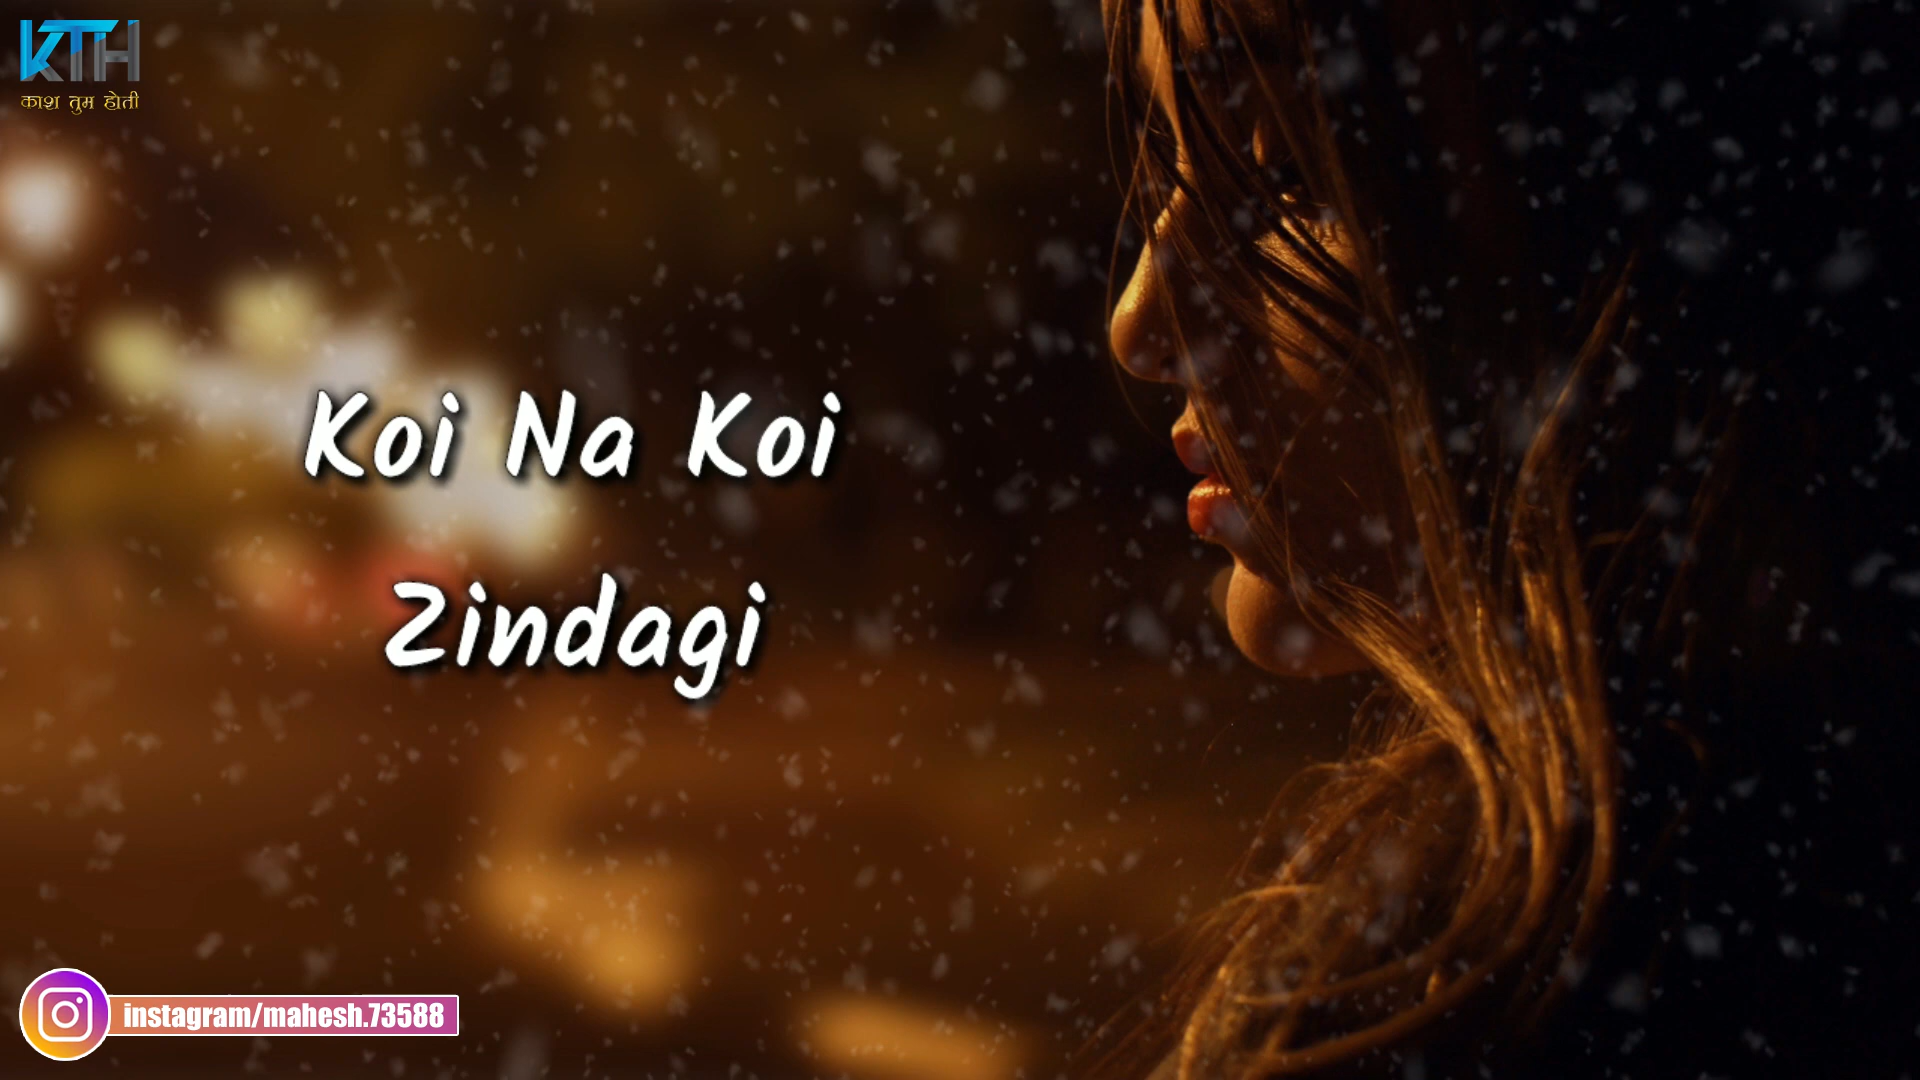 KTH
काश तुम होती
Koi Na Koi
Zindagi
instagram/mahesh.73588